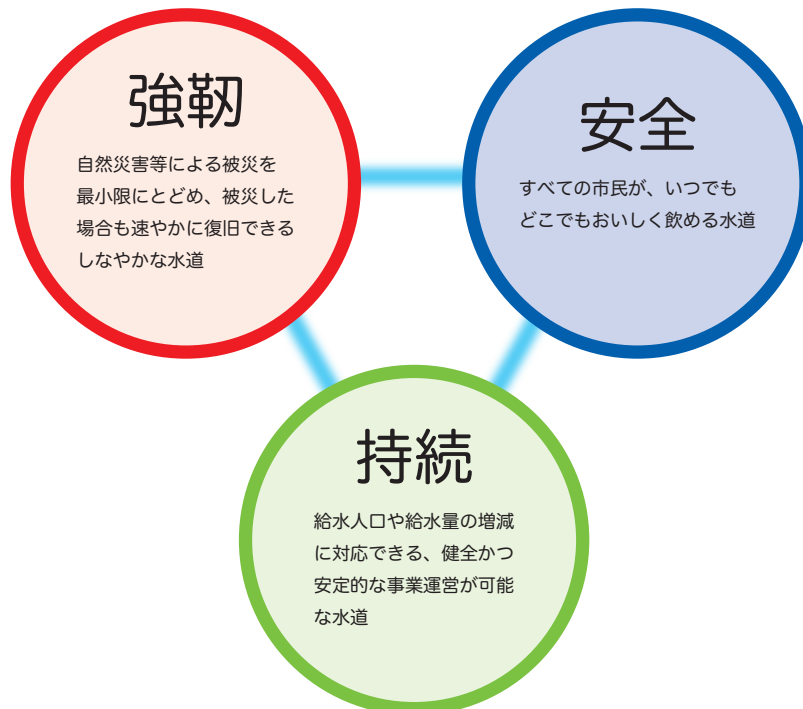 強靭
自然災害等による被災を
最小限にとどめ、被災した
場合も速やかに復旧できる
しなやかな水道
安全
すべての市民が、いつでも
どこでもおいしく飲める水道
持続
給水人口や給水量の増減
に対応できる、健全かつ
安定的な事業運営が可能
な水道